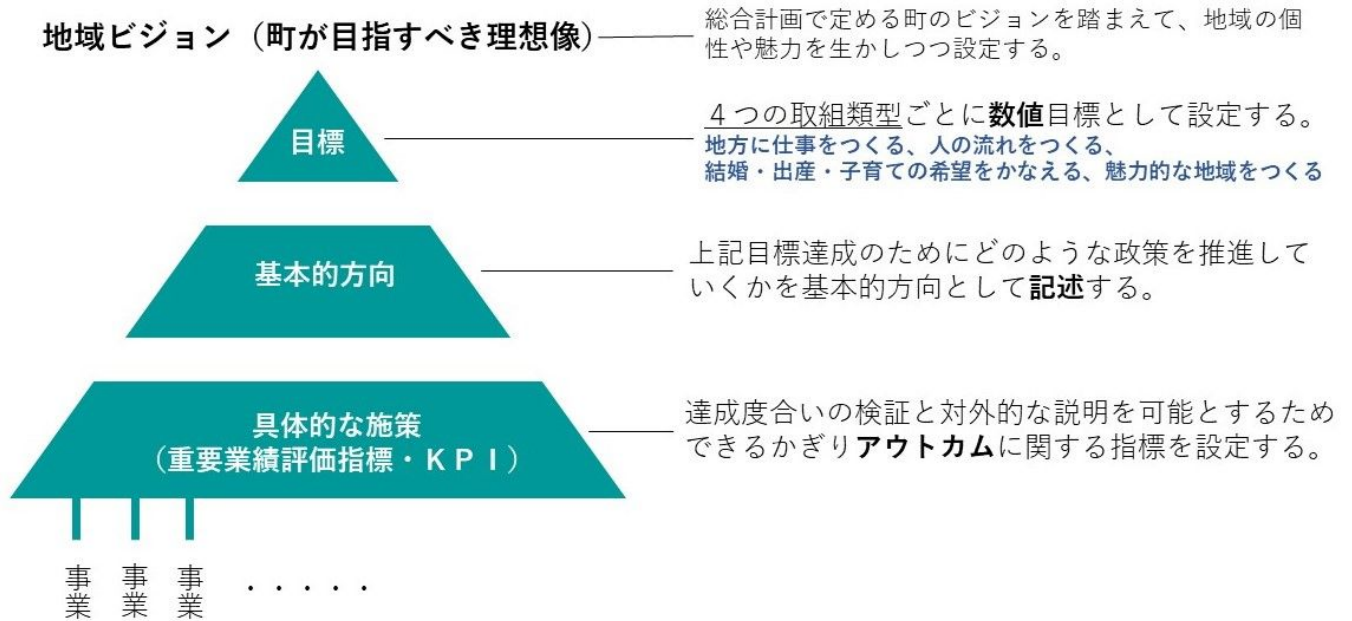 地域ビジョン（町が目指すべき理想像）
総合計画で定める町のビジョンを踏まえて、地域の個
性や魅力を生かしつつ設定する。
目標
４つの取組類型ごとに数値目標として設定する。
地方に仕事をつくる、人の流れをつくる、
結婚・出産・子育ての希望をかなえる、魅力的な地域をつくる
基本的方向
上記目標達成のためにどのような政策を推進して
いくかを基本的方向として記述する。
具体的な施策
（重要業績評価指標・ＫＰＩ）
達成度合いの検証と対外的な説明を可能とするため
できるかぎりアウトカムに関する指標を設定する。
事業
事業
事業
・・・・・